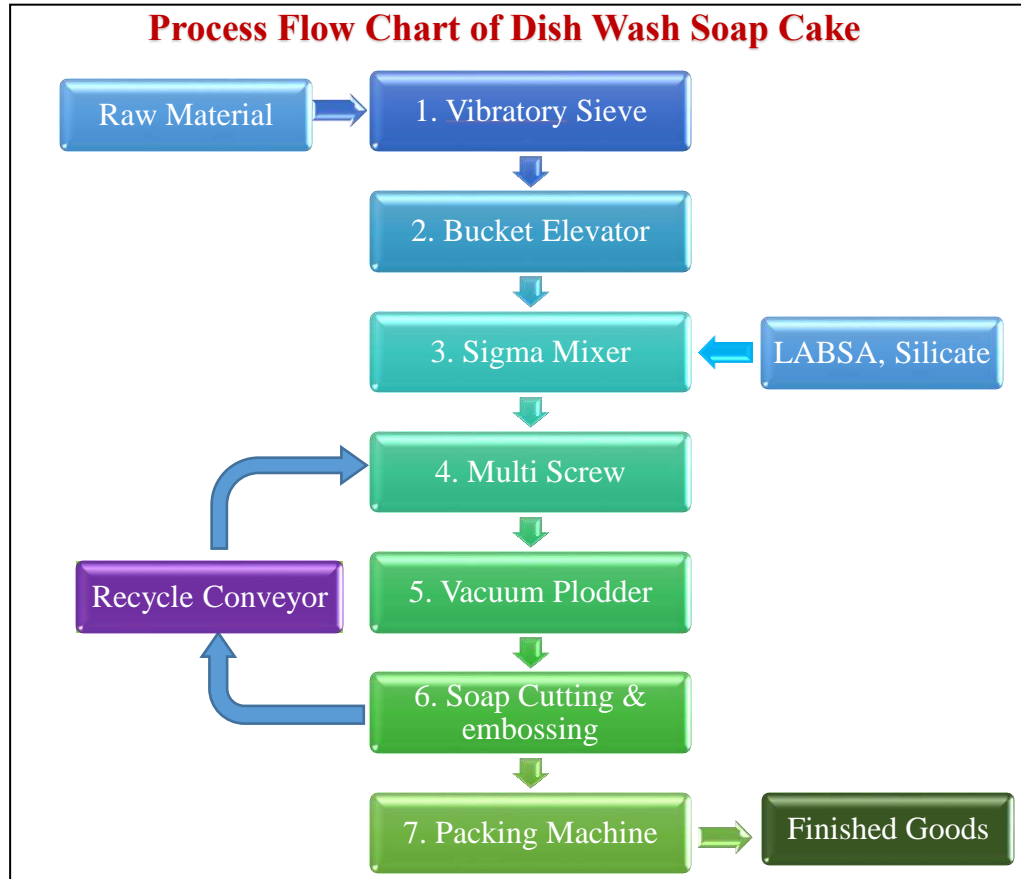 Process Flow Chart of Dish Wash Soap Cake
Raw Material
1. Vibratory Sieve
2. Bucket Elevator
3. Sigma Mixer
LABSA, Silicate
4. Multi Screw
Recycle Conveyor
5. Vacuum Plodder
6. Soap Cutting &
embossing
7. Packing Machine
Finished Goods